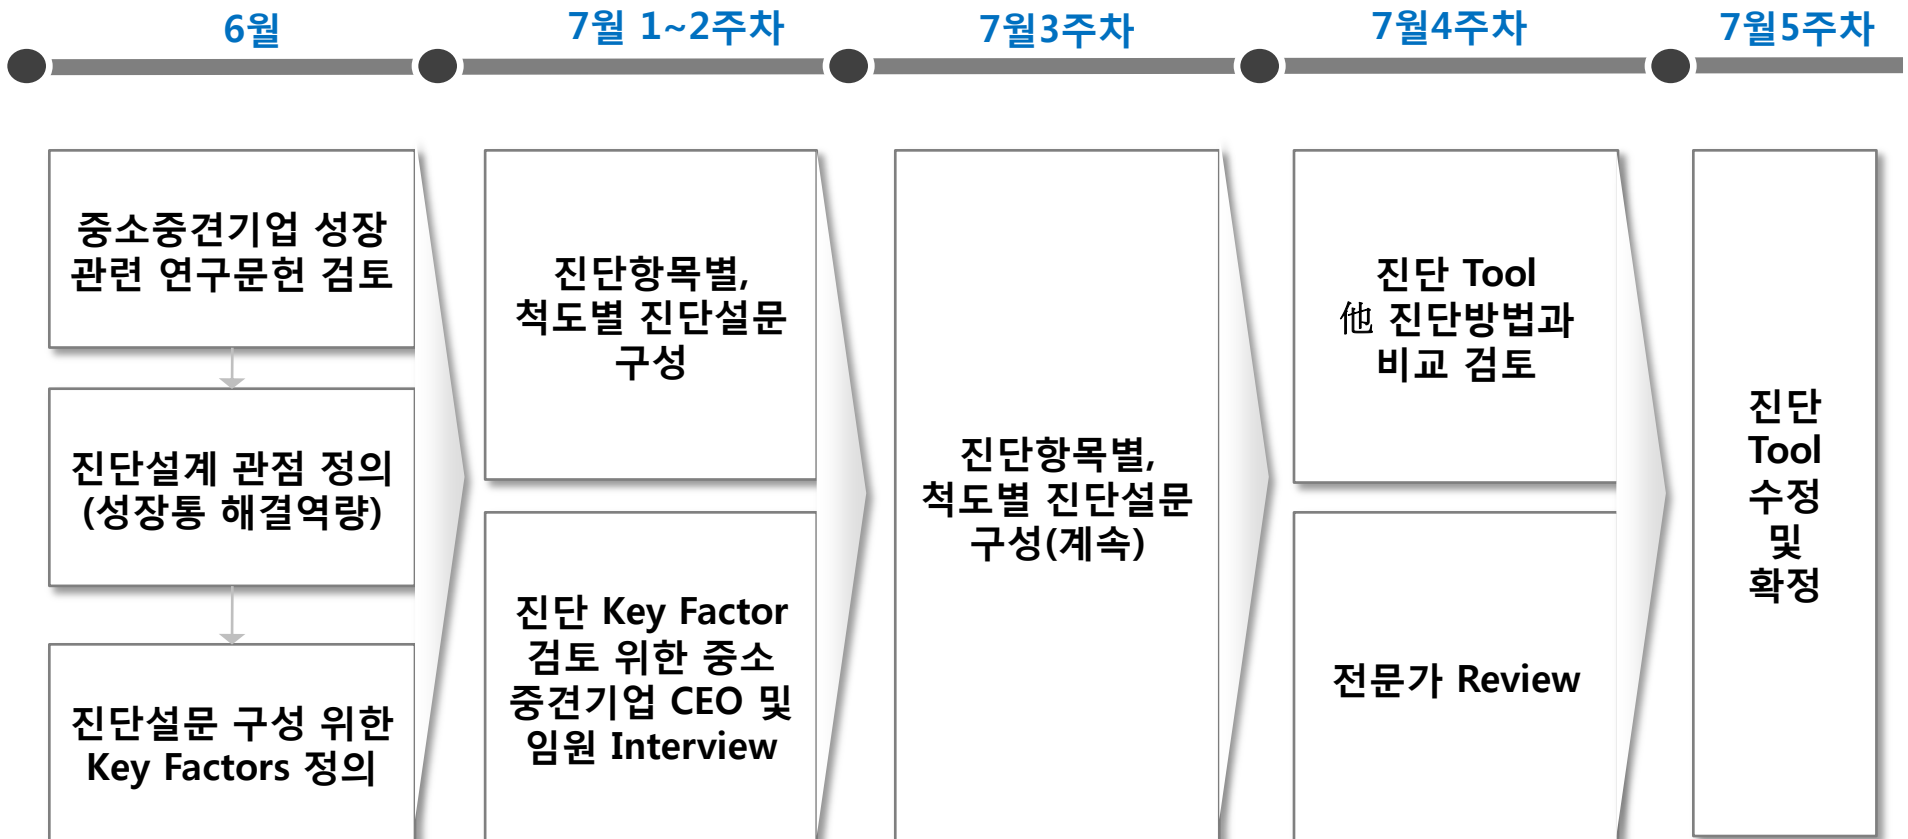 6월
7월 1~2주차
7월3주차
7월4주차
7월5주차
중소중견기업 성장
관련 연구문헌 검토
진단설계 관점 정의
(성장통 해결역량)
진단설문 구성 위한
Key Factors 정의
진단항목별,
척도별 진단설문
구성
진단 Key Factor
검토 위한 중소
중견기업 CEO 및
임원 Interview
진단항목별,
척도별 진단설문
구성(계속)
진단 Tool
他 진단방법과
비교 검토
전문가 Review
진단
Tool
수정
및
확정